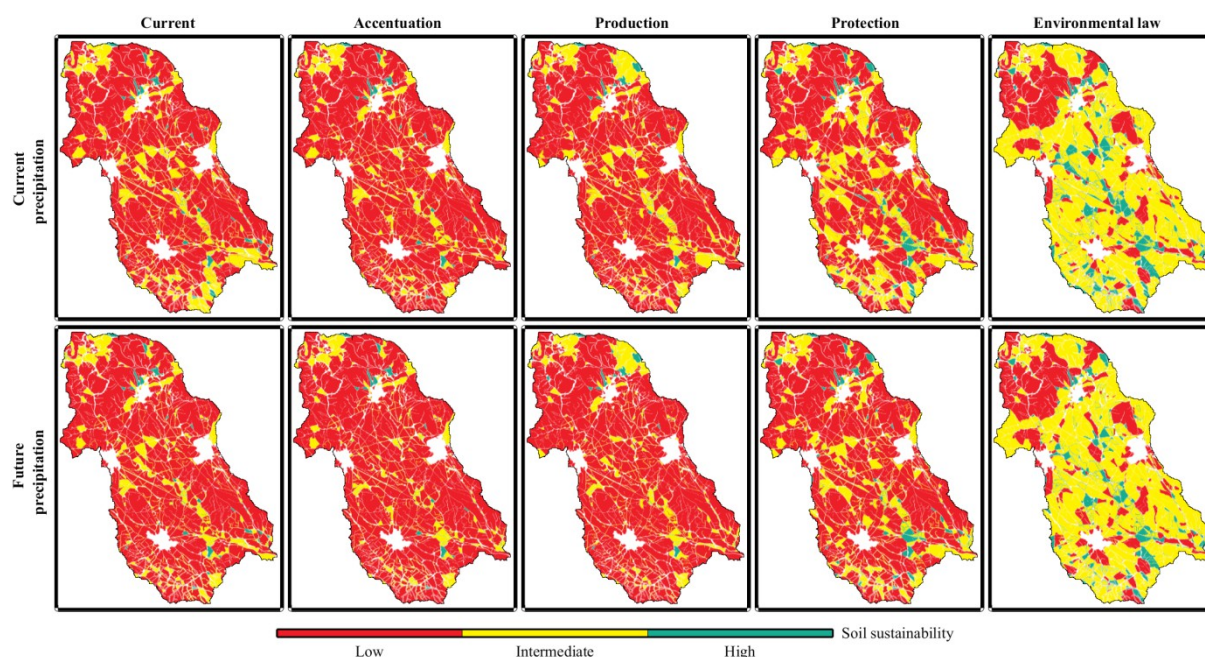 Current
Accentuation
Production
Protection
Environmental law
Current
precipitation
Future
precipitation
Soil sustainability
Low
Intermediate
High